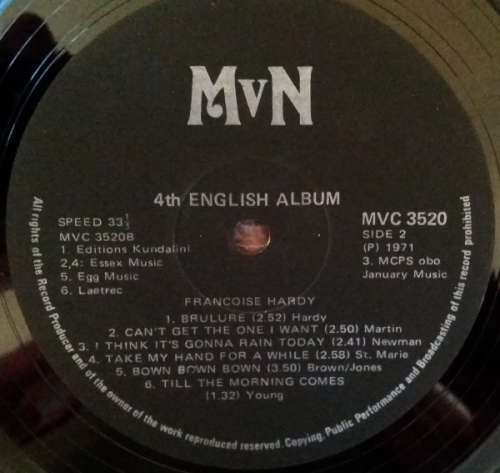 MvN
4th ENGLISH ALBUM
SPEED 33⅓
MVC 3520B
1. Editions Kundalini
2,4: Essex Music
5. Egg Music
6. Laetrec
MVC 3520
SIDE 2
(P) 1971
3. MCPS obo
January Music
FRANCOISE HARDY
1. BRULURE (2.52) Hardy
2. CAN'T GET THE ONE I WANT (2.50) Martin
3. I THINK IT'S GONNA RAIN TODAY (2.41) Newman
4. TAKE MY HAND FOR A WHILE (2.58) St. Marie
5. BOWN BOWN BOWN (3.50) Brown/Jones
6. TILL THE MORNING COMES
(1.32) Young
All rights of the Record Producer and of the owner of the work reproduced reserved. Copying, Public Performance and Broadcasting of this record prohibited